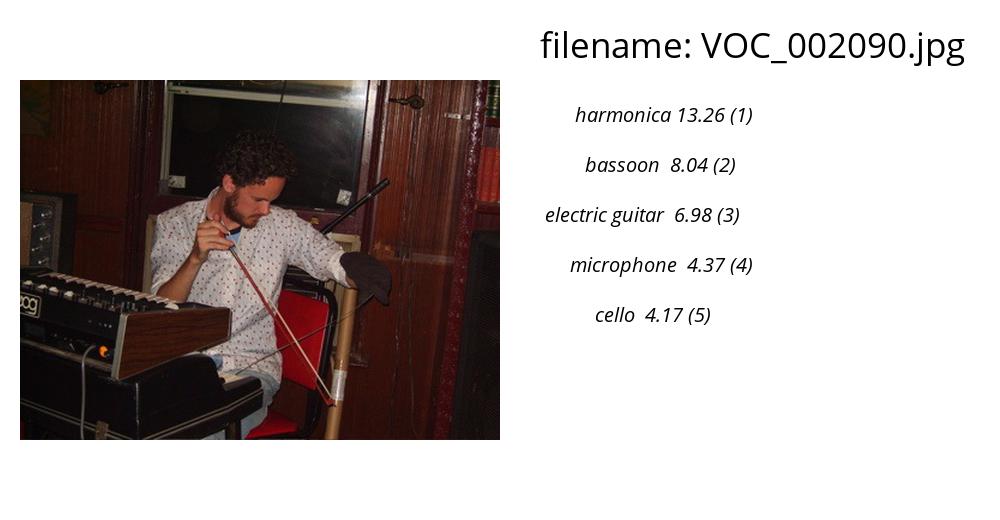 filename: VOC_002090.jpg
harmonica 13.26 (1)
bassoon 8.04 (2)
electric guitar 6.98 (3)
microphone 4.37 (4)
cello 4.17 (5)
oog